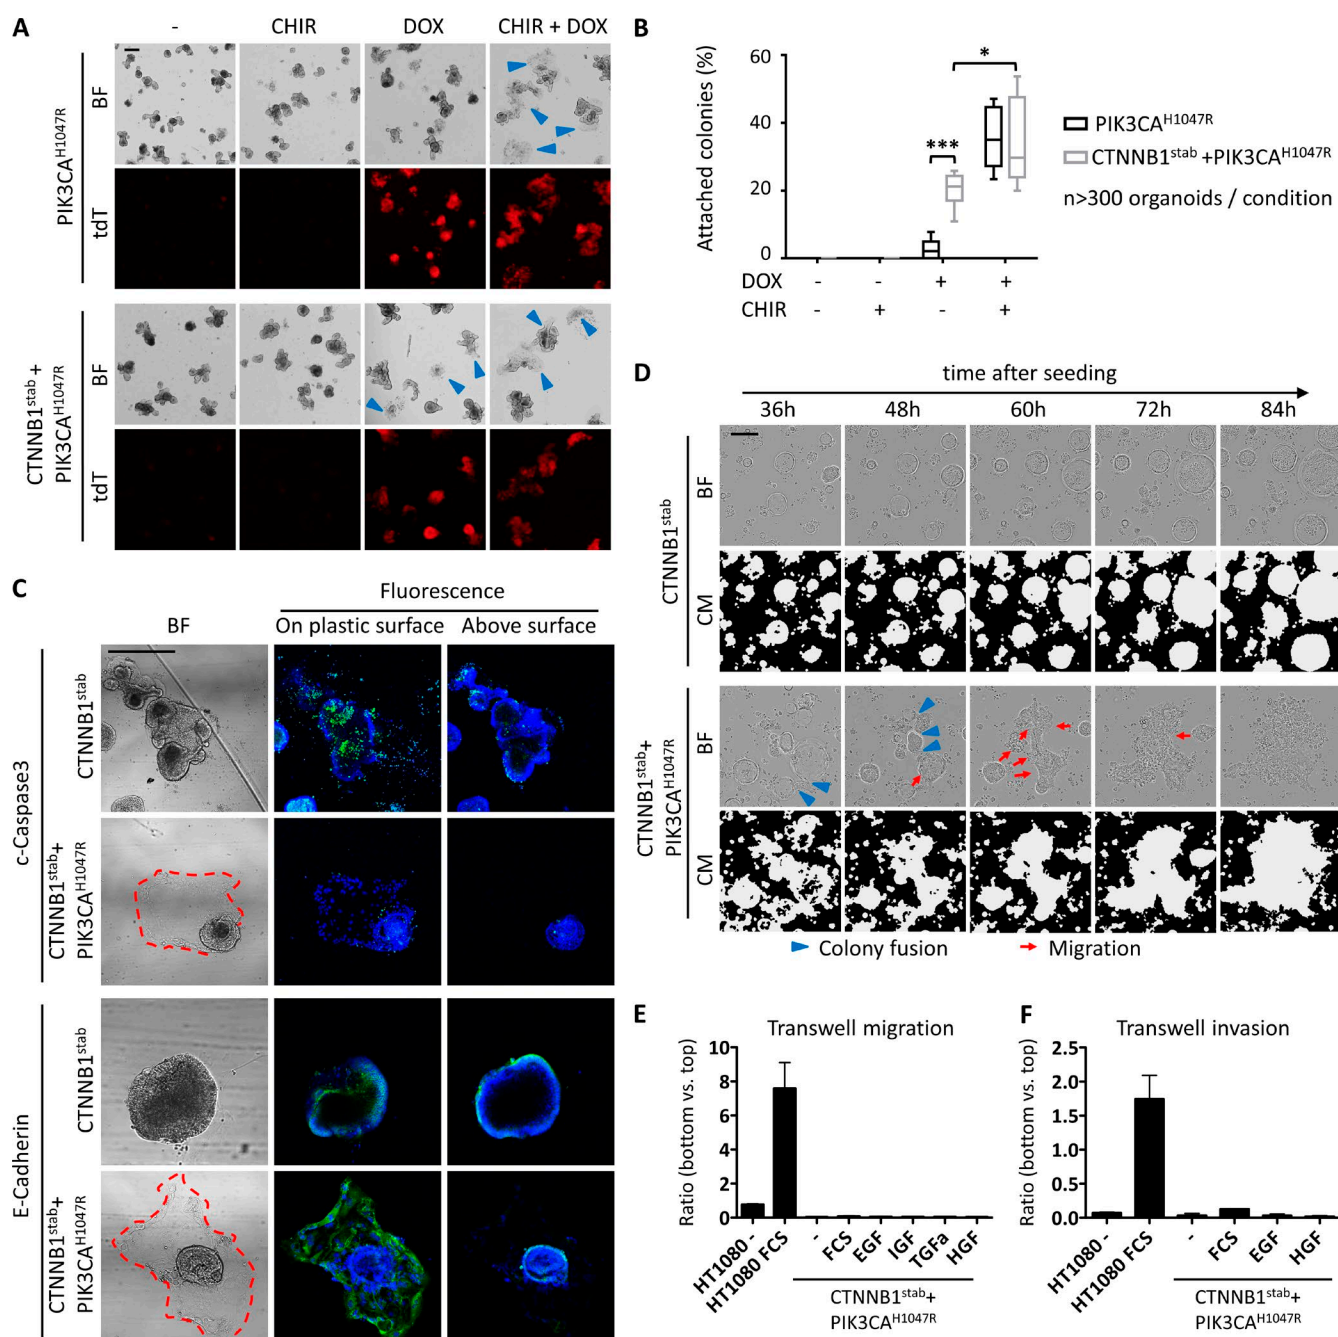 A
- CHIR DOX CHIR + DOX
PIK3CA^H1047R
BF
tdT
CTNNB1^stab +
PIK3CA^H1047R
BF
tdT
B
Attached colonies (%)
60
40
20
0
*
***
DOX - - + +
CHIR - + - +
PIK3CA^H1047R
CTNNB1^stab +PIK3CA^H1047R
n>300 organoids / condition
C
Fluorescence
BF On plastic surface Above surface
c-Caspase3
CTNNB1^stab
CTNNB1^stab+
PIK3CA^H1047R
E-Cadherin
CTNNB1^stab
CTNNB1^stab+
PIK3CA^H1047R
D
time after seeding
36h 48h 60h 72h 84h
CTNNB1^stab
BF
CM
CTNNB1^stab+
PIK3CA^H1047R
BF
CM
Colony fusion Migration
E
Transwell migration
Ratio (bottom vs. top)
10
8
6
4
2
0
HT1080 -
HT1080 FCS
-
FCS
EGF
IGF
TGFa
HGF
CTNNB1^stab+
PIK3CA^H1047R
F
Transwell invasion
Ratio (bottom vs. top)
2.5
2.0
1.5
1.0
0.5
0.0
HT1080 -
HT1080 FCS
-
FCS
EGF
HGF
CTNNB1^stab+
PIK3CA^H1047R